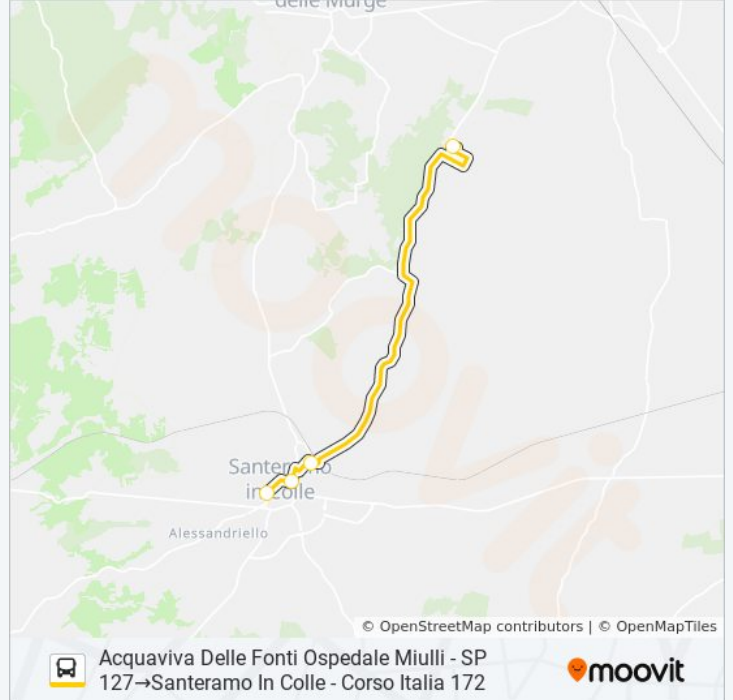 delle Murge
moovit
Santeramo
in Colle
Alessandriello
© OpenStreetMap contributors | © OpenMapTiles
Acquaviva Delle Fonti Ospedale Miulli - SP
127→Santeramo In Colle - Corso Italia 172
moovit